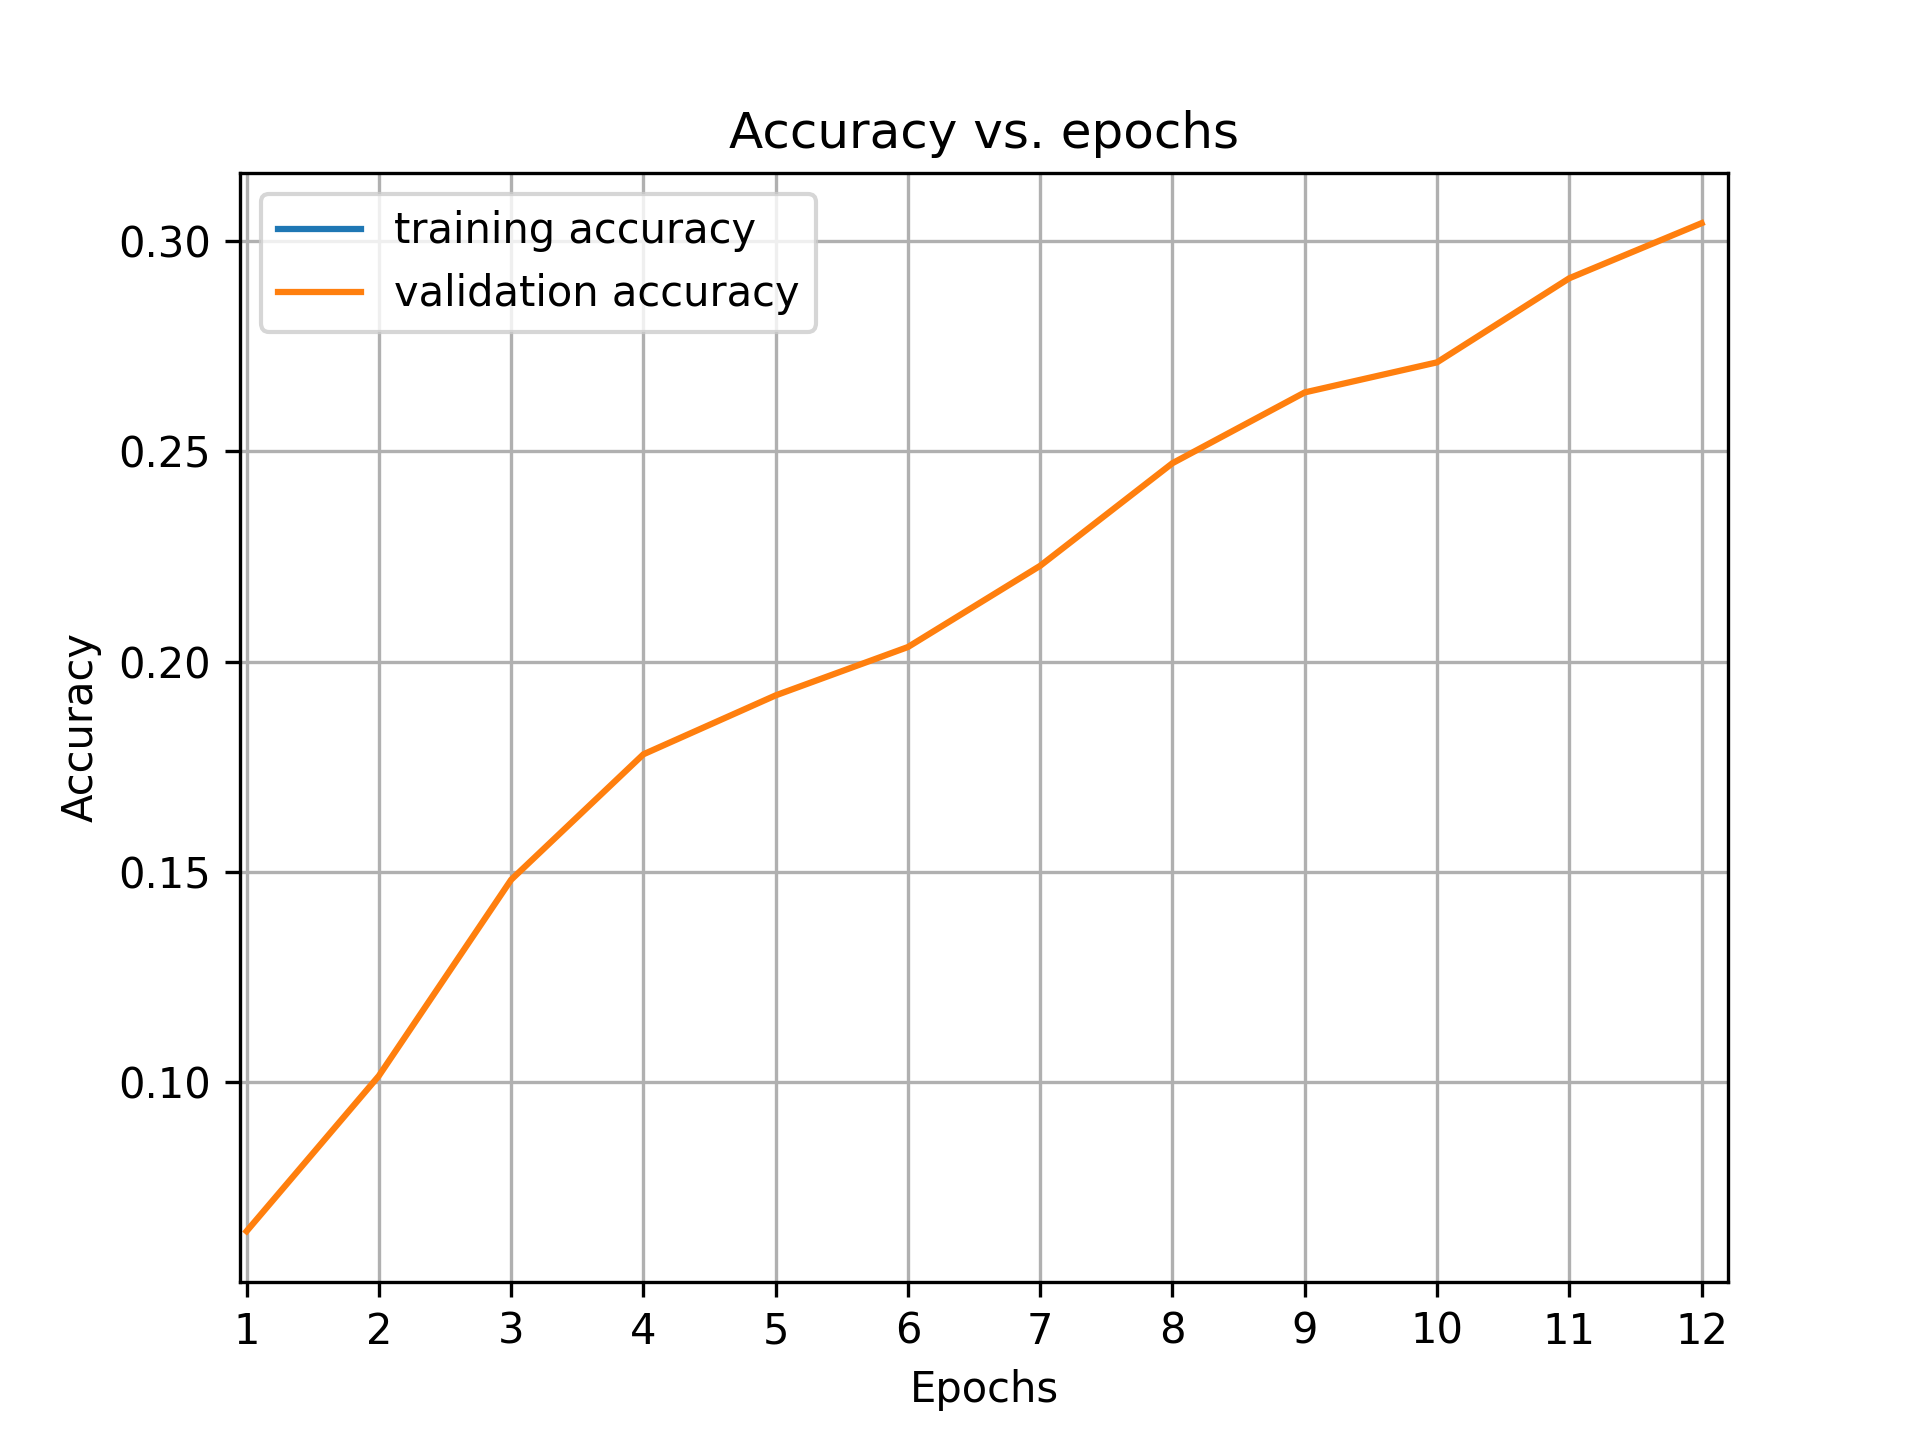 Accuracy vs. epochs
training accuracy
validation accuracy
0.30
0.25
0.20
0.15
0.10
Accuracy
1 2 3 4 5 6 7 8 9 10 11 12
Epochs